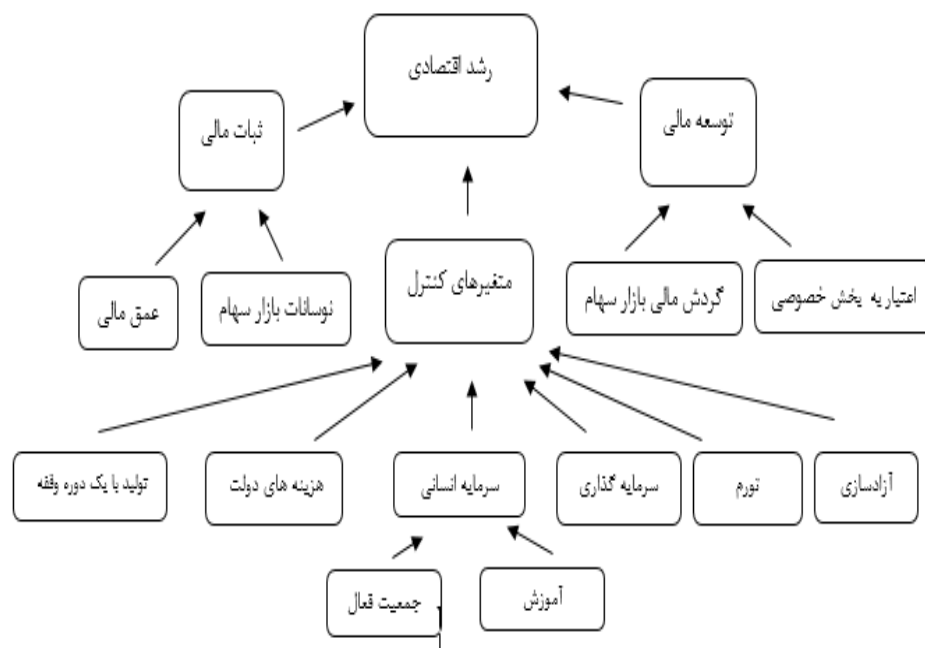 رشد اقتصادی
ثبات مالی
توسعه مالی
متغیرهای کنترل
عمق مالی
نوسانات بازار سهام
گردش مالی بازار سهام
اعتبار به بخش خصوصی
تولید با یک دوره وقفه
هزینه های دولت
سرمایه انسانی
سرمایه گذاری
تورم
آزادسازی
جمعیت فعال
آموزش